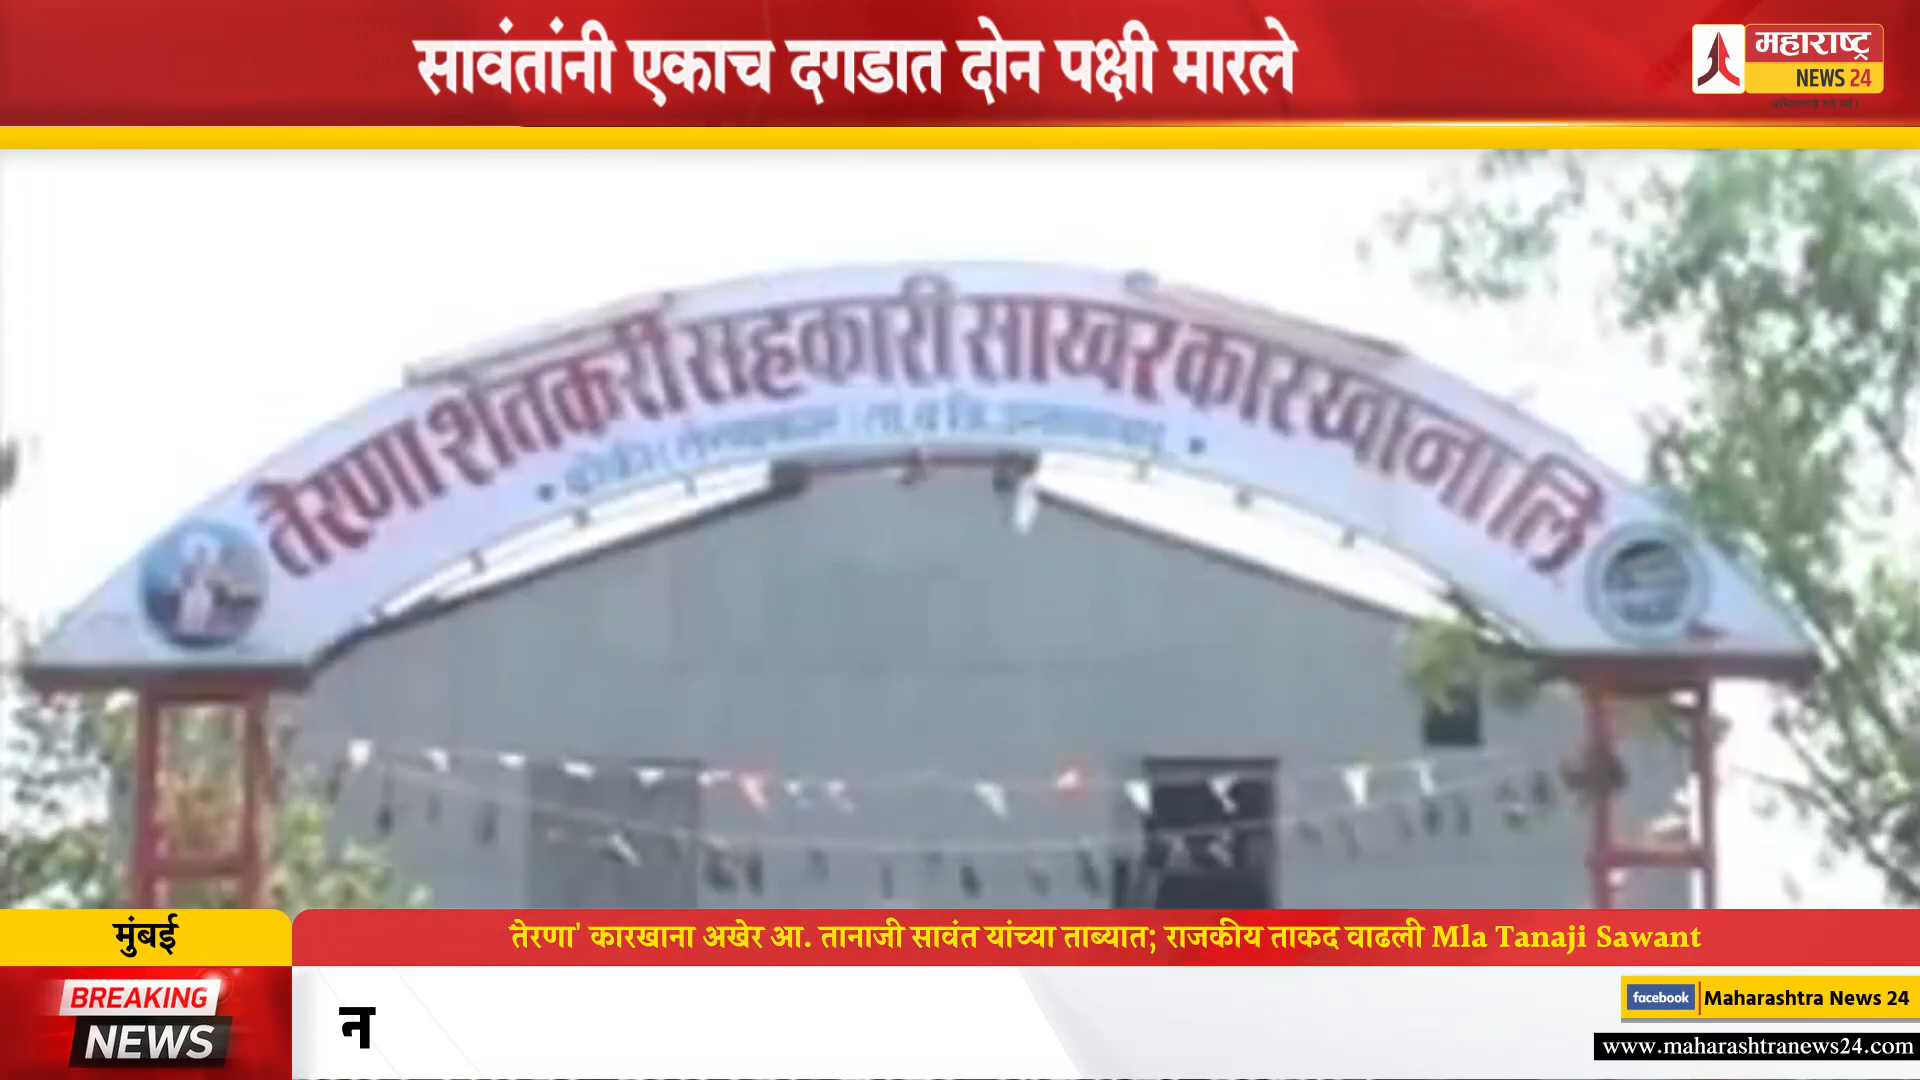 सावंतांनी एकाच दगडात दोन पक्षी मारले
महाराष्ट्र
NEWS 24
तेरणा शेतकरी सहकारी साखर कारखाना लि
मुंबई
तेरणा' कारखाना अखेर आ. तानाजी सावंत यांच्या ताब्यात; राजकीय ताकद वाढली Mla Tanaji Sawant
BREAKING
NEWS
न
facebook
Maharashtra News 24
www.maharashtranews24.com